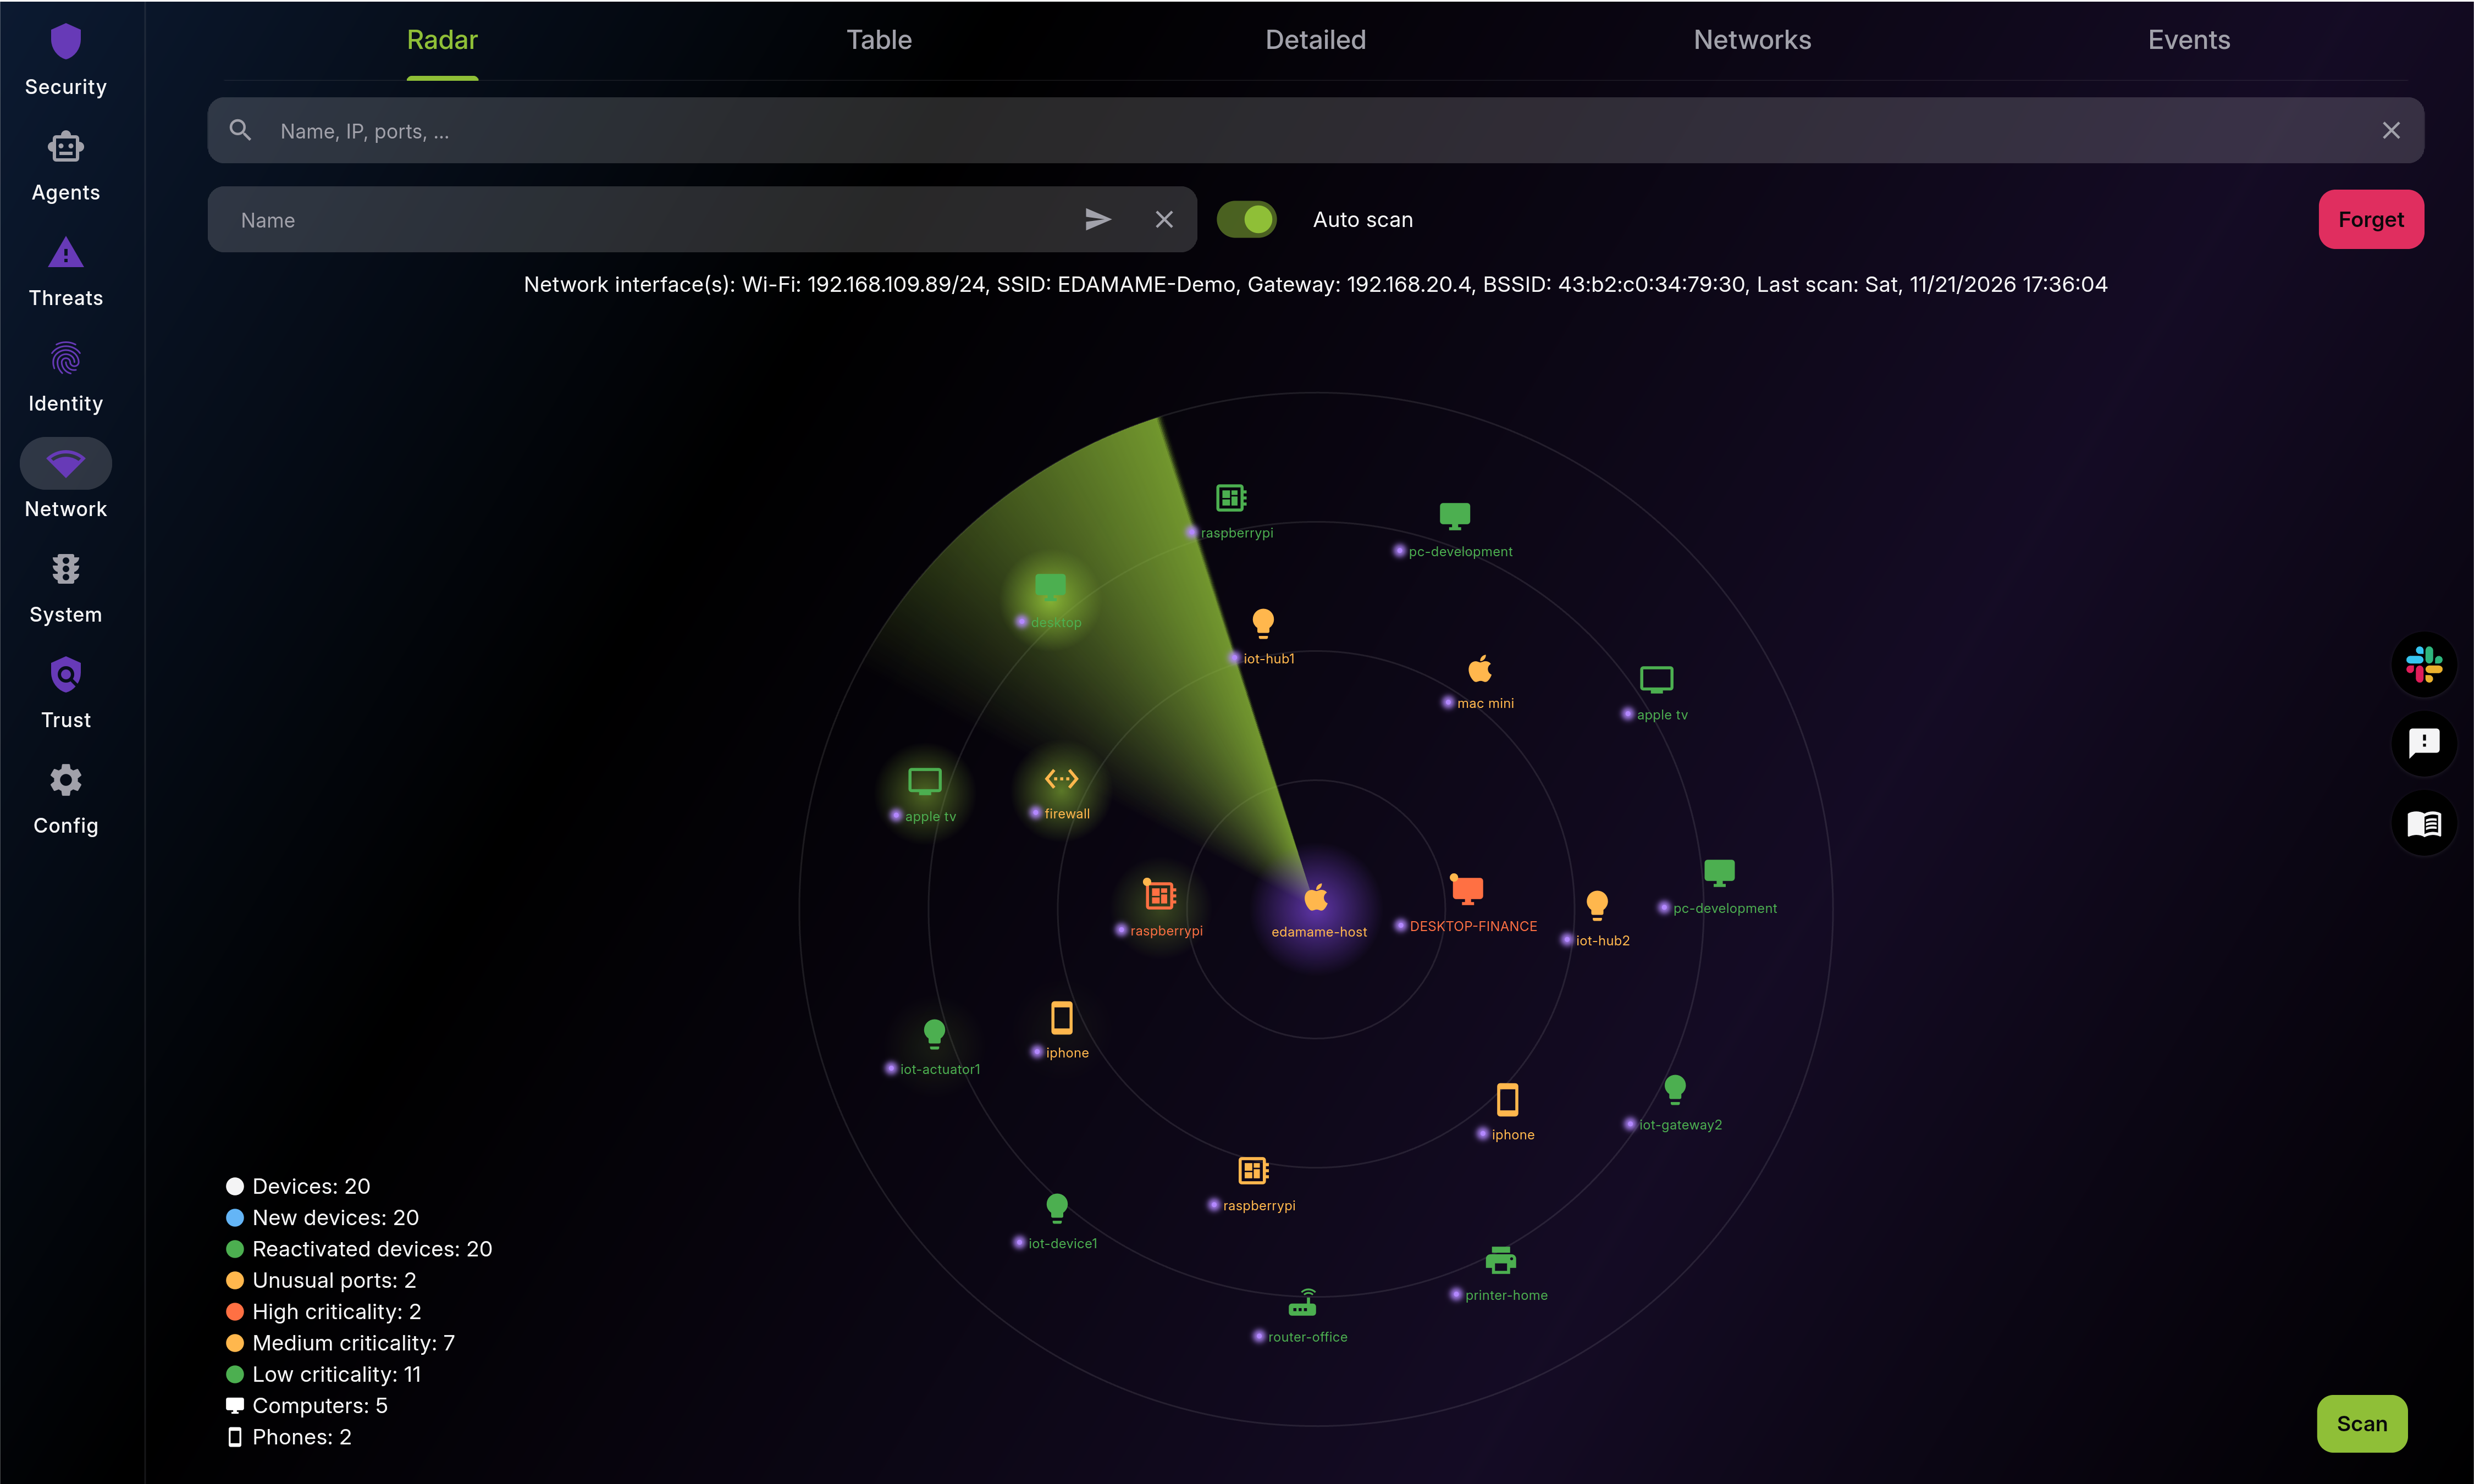 Security
Agents
Threats
Identity
Network
System
Trust
Config
Radar
Table
Detailed
Networks
Events
Name, IP, ports, ...
Name
Auto scan
Forget
Network interface(s): Wi-Fi: 192.168.109.89/24, SSID: EDAMAME-Demo, Gateway: 192.168.20.4, BSSID: 43:b2:c0:34:79:30, Last scan: Sat, 11/21/2026 17:36:04
raspberrypi
pc-development
desktop
iot-hub1
mac mini
apple tv
apple tv
firewall
pc-development
raspberrypi
edamame-host
DESKTOP-FINANCE
iot-hub2
iphone
iot-actuator1
iphone
iot-gateway2
raspberrypi
iot-device1
printer-home
router-office
Devices: 20
New devices: 20
Reactivated devices: 20
Unusual ports: 2
High criticality: 2
Medium criticality: 7
Low criticality: 11
Computers: 5
Phones: 2
Scan